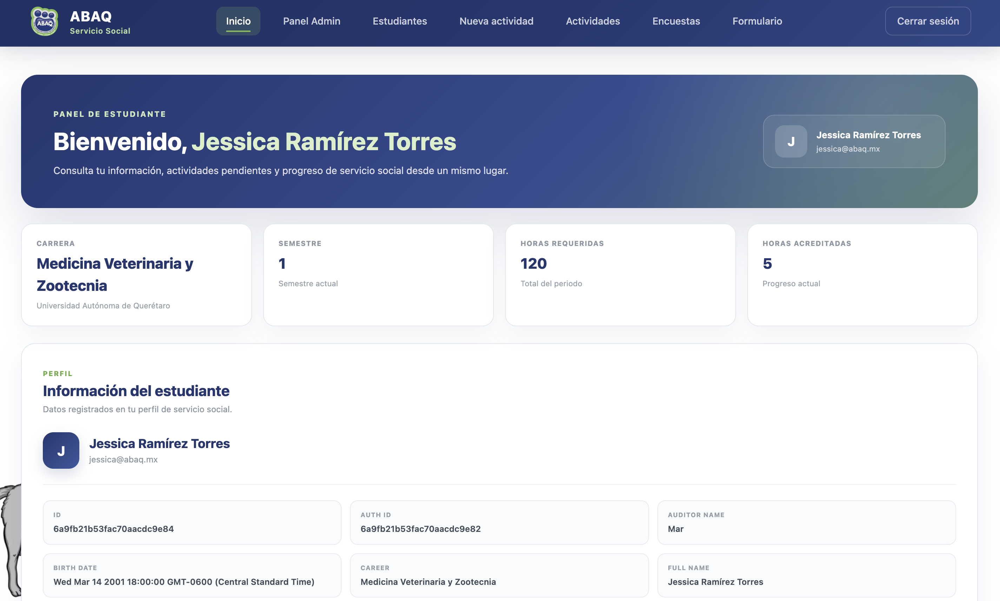 ABAQ
ABAQ
Servicio Social
Inicio
Panel Admin
Estudiantes
Nueva actividad
Actividades
Encuestas
Formulario
Cerrar sesión
PANEL DE ESTUDIANTE
Bienvenido, Jessica Ramírez Torres
Consulta tu información, actividades pendientes y progreso de servicio social desde un mismo lugar.
J
Jessica Ramírez Torres
jessica@abaq.mx
CARRERA
Medicina Veterinaria y
Zootecnia
Universidad Autónoma de Querétaro
SEMESTRE
1
Semestre actual
HORAS REQUERIDAS
120
Total del periodo
HORAS ACREDITADAS
5
Progreso actual
PERFIL
Información del estudiante
Datos registrados en tu perfil de servicio social.
J
Jessica Ramírez Torres
jessica@abaq.mx
ID
6a9fb21b53fac70aacdc9e84
AUTH ID
6a9fb21b53fac70aacdc9e82
AUDITOR NAME
Mar
BIRTH DATE
Wed Mar 14 2001 18:00:00 GMT-0600 (Central Standard Time)
CAREER
Medicina Veterinaria y Zootecnia
FULL NAME
Jessica Ramírez Torres